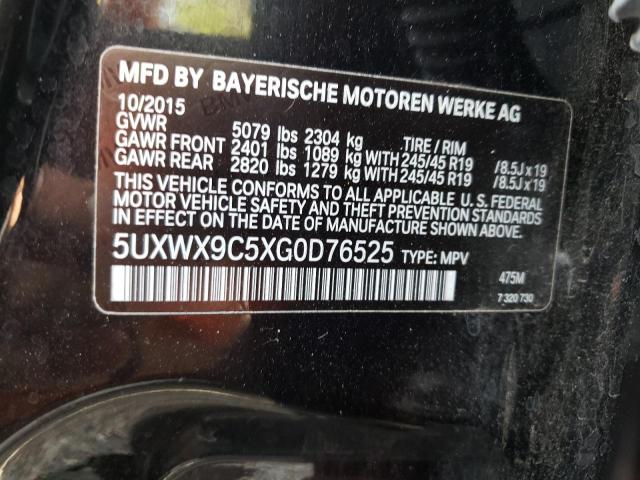 MFD BY BAYERISCHE MOTOREN WERKE AG
10/2015
GVWR 5079 lbs 2304 kg TIRE / RIM
GAWR FRONT 2401 lbs 1089 kg WITH 245/45 R19 /8.5J x 19
GAWR REAR 2820 lbs 1279 kg WITH 245/45 R19 /8.5J x 19
THIS VEHICLE CONFORMS TO ALL APPLICABLE U. S. FEDERAL
MOTOR VEHICLE SAFETY AND THEFT PREVENTION STANDARDS
IN EFFECT ON THE DATE OF MANUFACTURE SHOWN ABOVE.
5UXWX9C5XG0D76525 TYPE: MPV
475M
7 320 730